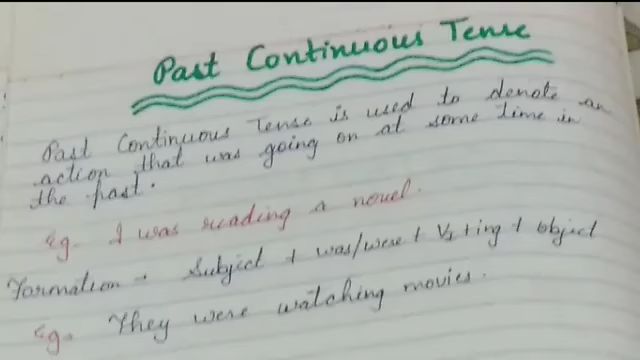 Past Continuous Tense
Past Continuous Tense is used to denote an
action that was going on at some time in
the past.
Eg. I was reading a novel.
Formation - Subject + was/were + V1 + ing + object
Eg. They were watching movies.